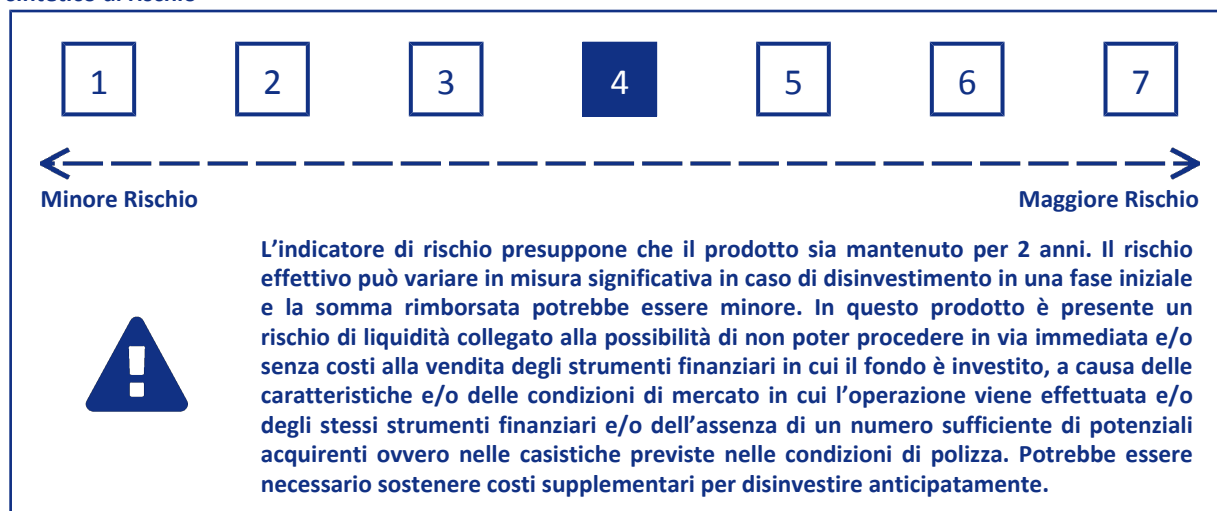 sintetico di rischio
1 2 3 4 5 6 7
Minore Rischio Maggiore Rischio
L’indicatore di rischio presuppone che il prodotto sia mantenuto per 2 anni. Il rischio
effettivo può variare in misura significativa in caso di disinvestimento in una fase iniziale
e la somma rimborsata potrebbe essere minore. In questo prodotto è presente un
rischio di liquidità collegato alla possibilità di non poter procedere in via immediata e/o
senza costi alla vendita degli strumenti finanziari in cui il fondo è investito, a causa delle
caratteristiche e/o delle condizioni di mercato in cui l’operazione viene effettuata e/o
degli stessi strumenti finanziari e/o dell’assenza di un numero sufficiente di potenziali
acquirenti ovvero nelle casistiche previste nelle condizioni di polizza. Potrebbe essere
necessario sostenere costi supplementari per disinvestire anticipatamente.